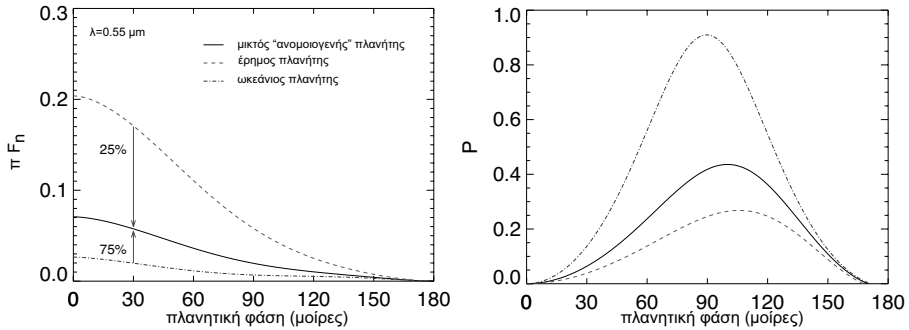 λ=0.55 μm
μικτός “ανομοιογενής” πλανήτης
έρημος πλανήτης
ωκεάνιος πλανήτης
25%
75%
π Fn
0.3
0.2
0.1
0.0
0 30 60 90 120 150 180
πλανητική φάση (μοίρες)
P
1.0
0.8
0.6
0.4
0.2
0.0
0 30 60 90 120 150 180
πλανητική φάση (μοίρες)